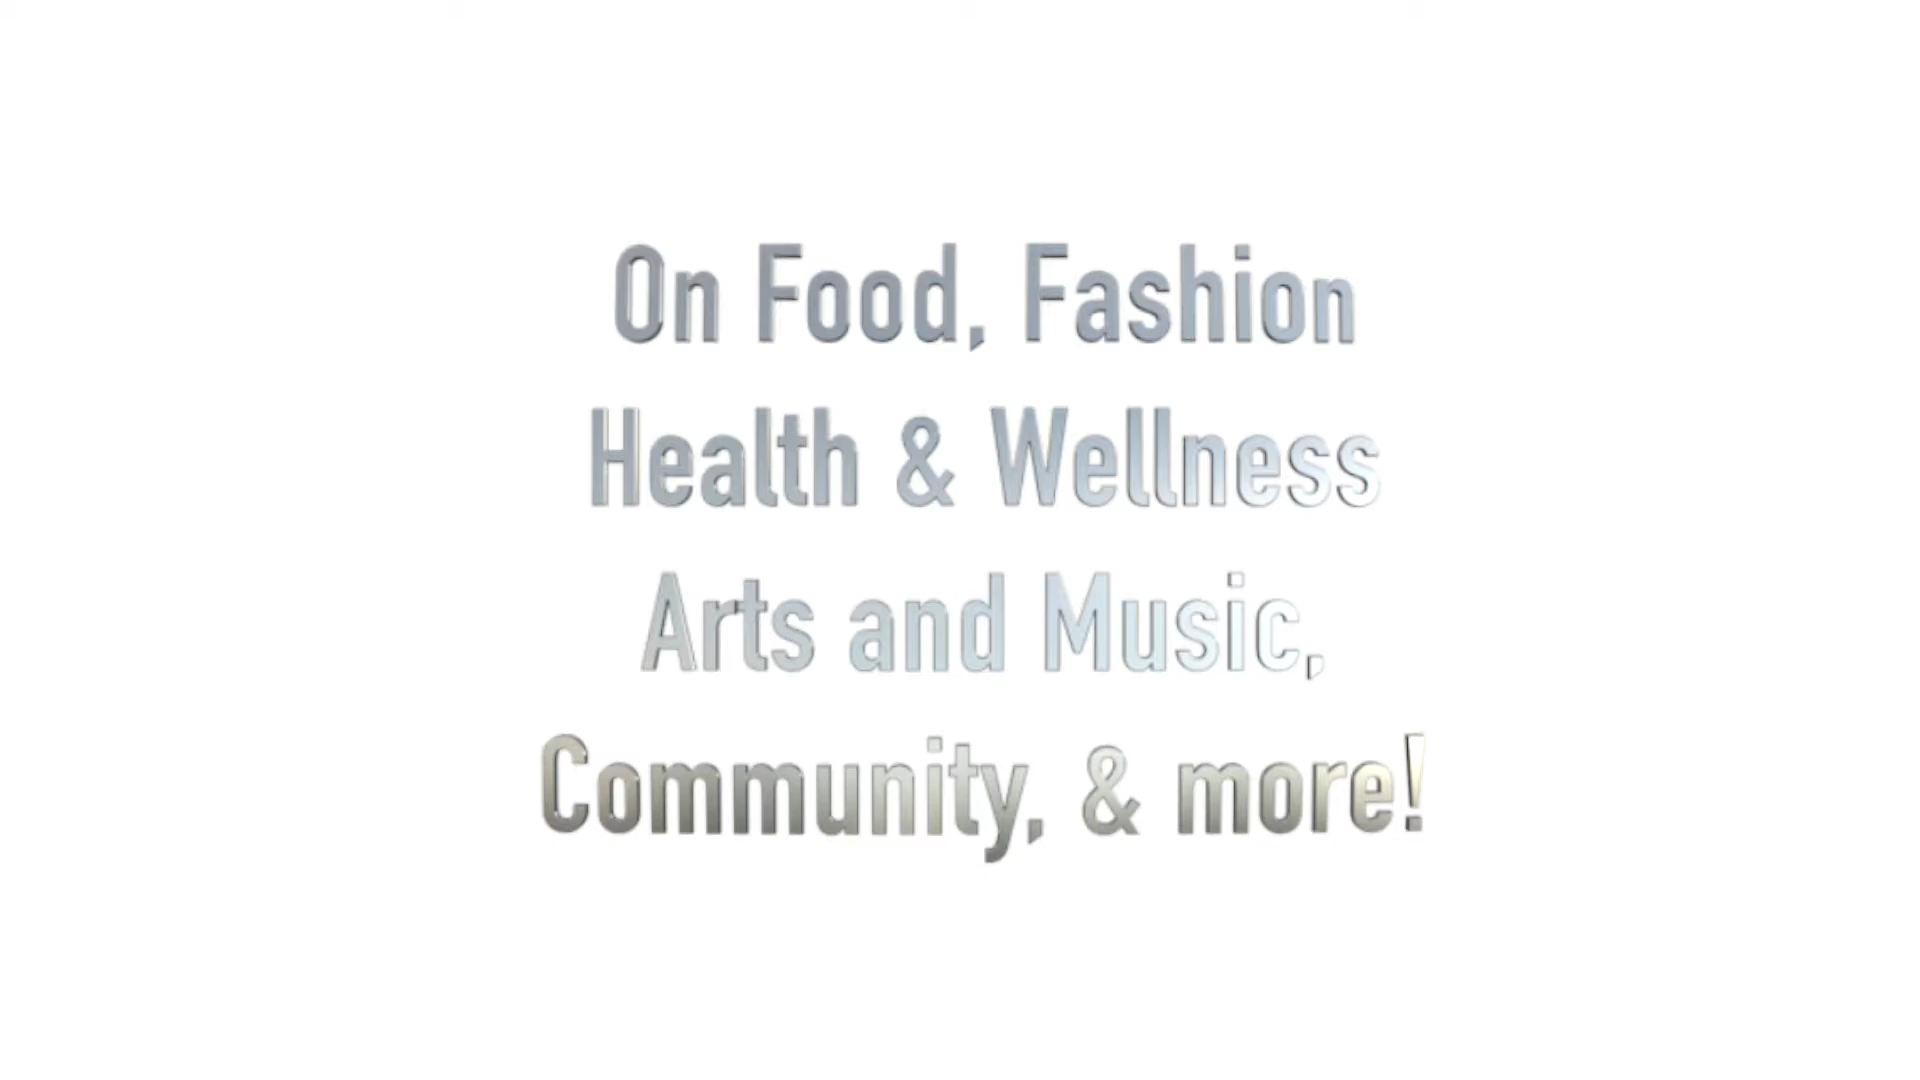 On Food, Fashion
Health & Wellness
Arts and Music,
Community, & more!